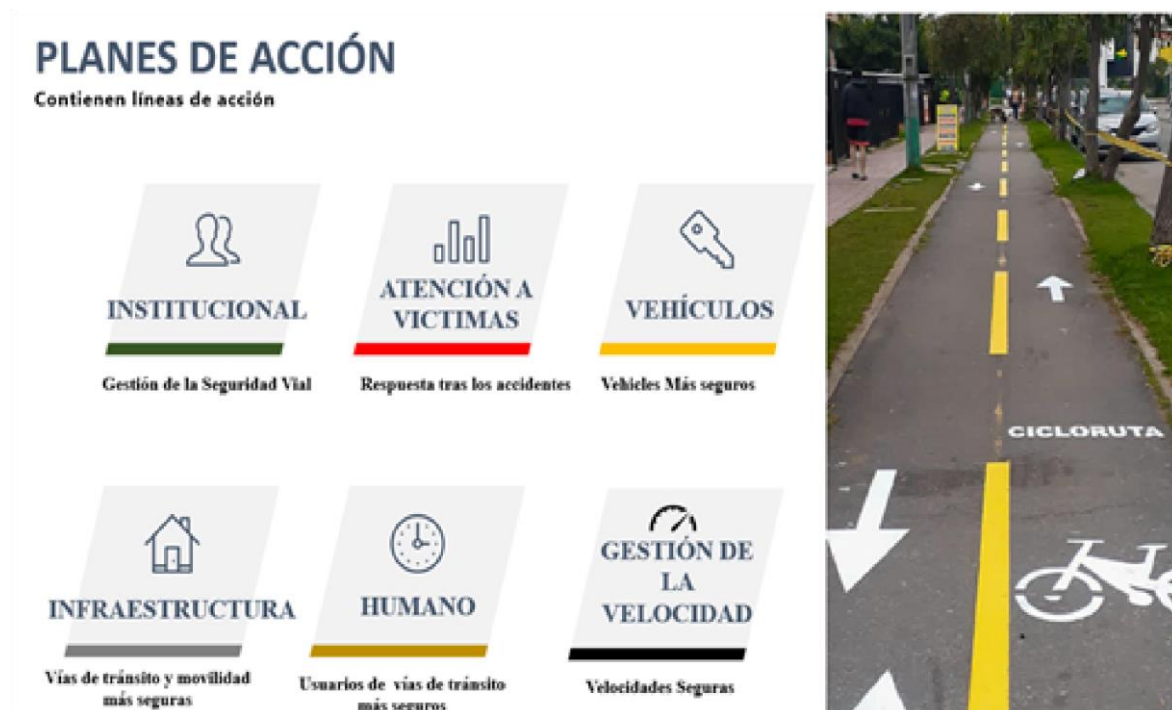 PLANES DE ACCIÓN
Contienen líneas de acción
INSTITUCIONAL
Gestión de la Seguridad Vial
ATENCIÓN A
VICTIMAS
Respuesta tras los accidentes
VEHÍCULOS
Vehicles Más seguros
INFRAESTRUCTURA
Vías de tránsito y movilidad
más seguras
HUMANO
Usuarios de vías de tránsito
más seguros
GESTIÓN DE
LA
VELOCIDAD
Velocidades Seguras
CICLORUTA